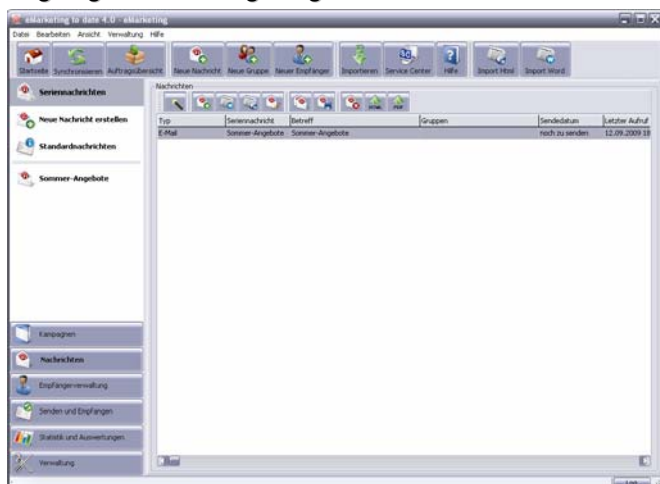 eMarketing to date 4.0 - eMarketing
Datei Bearbeiten Ansicht Verwaltung Hilfe
Startseite Synchronisieren Auftragsübersicht Neue Nachricht Neue Gruppe Neuer Empfänger Importieren Service Center Hilfe Import Html Import Word
Seriennachrichten
Neue Nachricht erstellen
Standardnachrichten
Sommer-Angebote
Nachrichten
HTML PDF
Typ Seriennachricht Betreff Gruppen Sendedatum Letzter Aufruf
E-Mail Sommer-Angebote Sommer-Angebote noch zu senden 12.09.2009 18
Kampagnen
Nachrichten
Empfängerverwaltung
Senden und Empfangen
Statistik und Auswertungen
Verwaltung